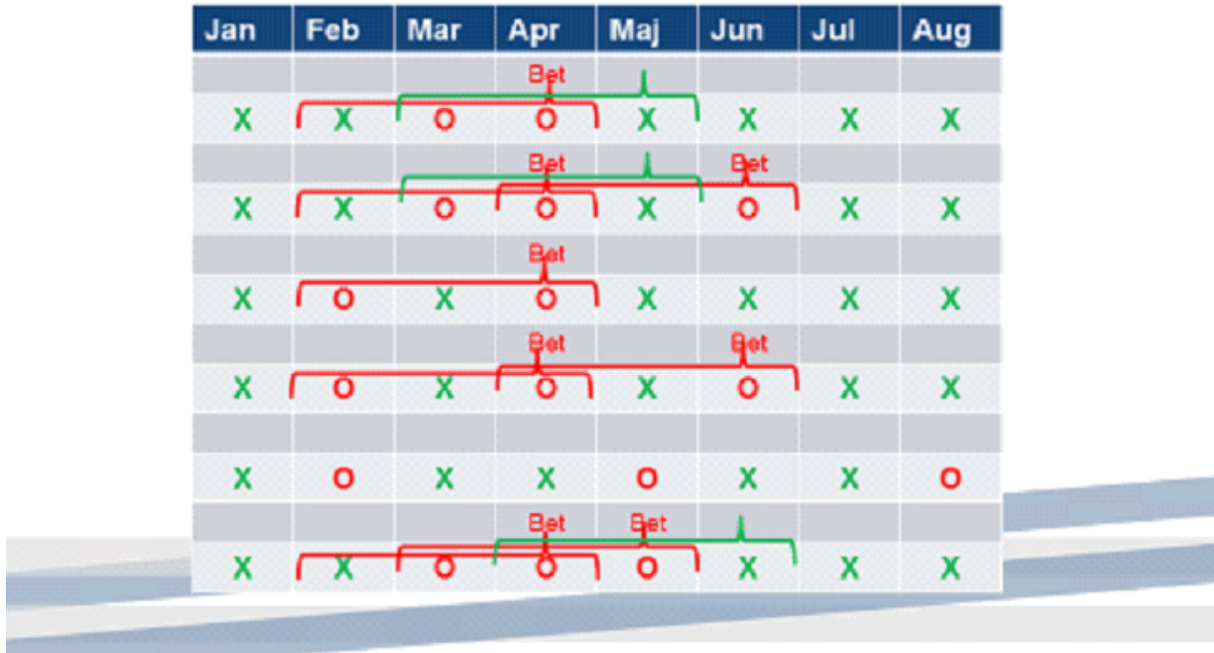 Jan Feb Mar Apr Maj Jun Jul Aug
Bet
X X O O X X X X
Bet Bet
X X O O X O X X
Bet
X O X O X X X X
Bet Bet
X O X O X O X X
X O X X O X X O
Bet Bet
X X O O O X X X